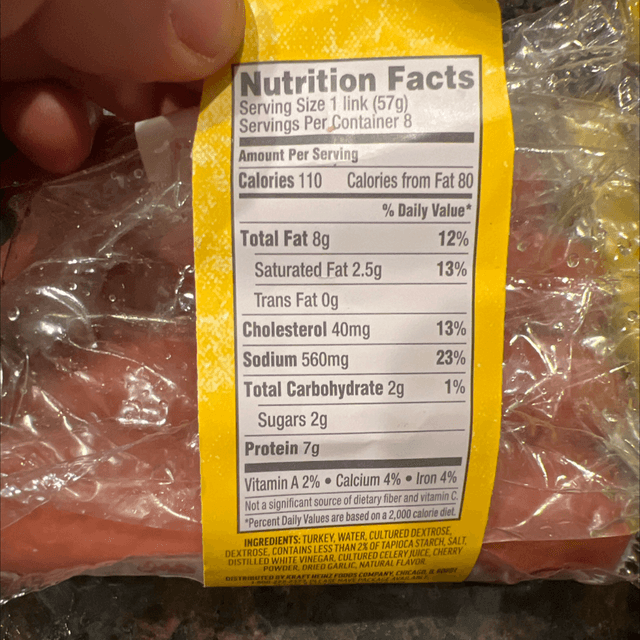 Nutrition Facts
Serving Size 1 link (57g)
Servings Per Container 8
Amount Per Serving
Calories 110 Calories from Fat 80
% Daily Value*
Total Fat 8g 12%
Saturated Fat 2.5g 13%
Trans Fat 0g
Cholesterol 40mg 13%
Sodium 560mg 23%
Total Carbohydrate 2g 1%
Sugars 2g
Protein 7g
Vitamin A 2% • Calcium 4% • Iron 4%
Not a significant source of dietary fiber and vitamin C.
*Percent Daily Values are based on a 2,000 calorie diet.
INGREDIENTS: TURKEY, WATER, CULTURED DEXTROSE,
DEXTROSE, CONTAINS LESS THAN 2% OF TAPIOCA STARCH, SALT,
DISTILLED WHITE VINEGAR, CULTURED CELERY JUICE, CHERRY
POWDER, DRIED GARLIC, NATURAL FLAVOR.
DISTRIBUTED BY KRAFT HEINZ FOODS COMPANY, CHICAGO, IL